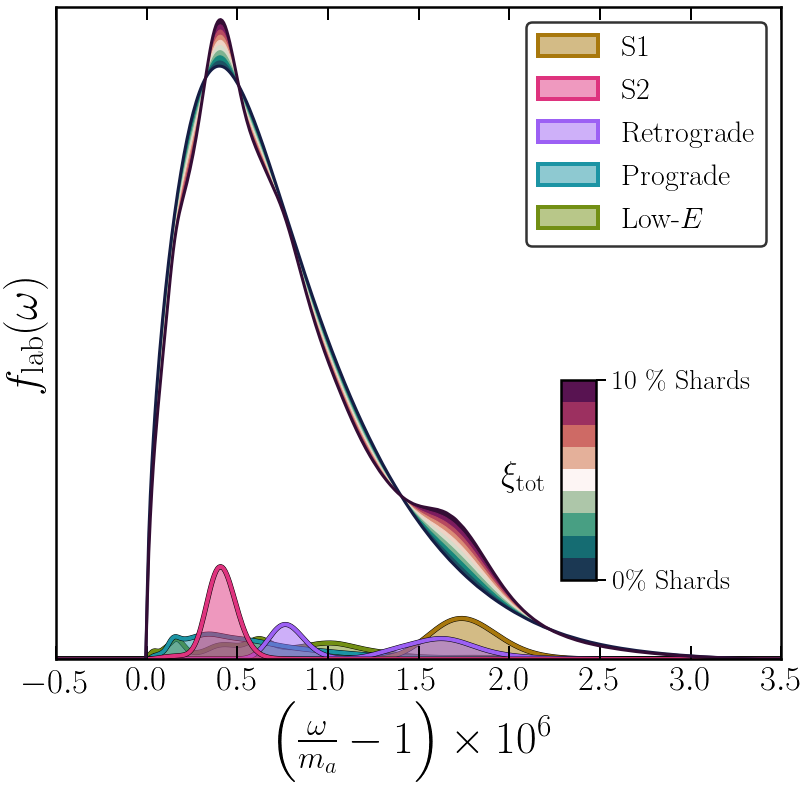 S1
S2
Retrograde
Prograde
Low-E
f_lab(ω)
10 % Shards
ξ_tot
0% Shards
−0.5 0.0 0.5 1.0 1.5 2.0 2.5 3.0 3.5
(ω/m_a − 1) × 10^6